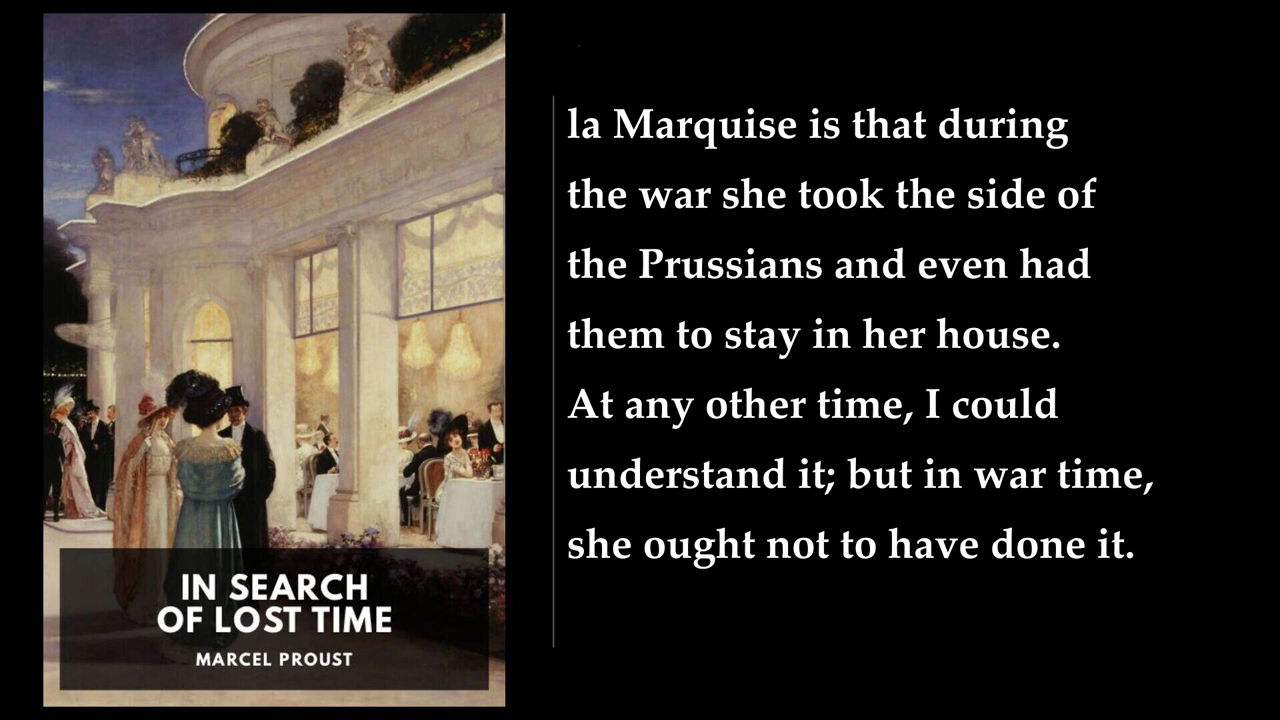 IN SEARCH
OF LOST TIME
MARCEL PROUST
la Marquise is that during
the war she took the side of
the Prussians and even had
them to stay in her house.
At any other time, I could
understand it; but in war time,
she ought not to have done it.